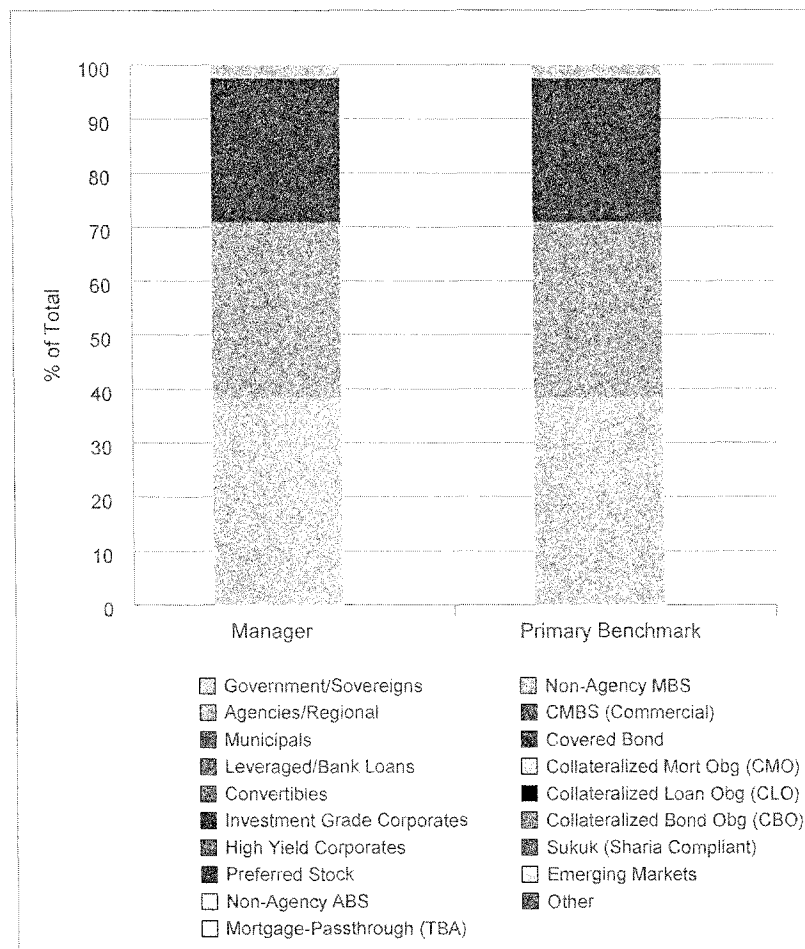 100
90
80
70
60
50
40
30
20
10
0
% of Total
Manager
Primary Benchmark
Government/Sovereigns
Agencies/Regional
Municipals
Leveraged/Bank Loans
Convertibles
Investment Grade Corporates
High Yield Corporates
Preferred Stock
Non-Agency ABS
Mortgage-Passthrough (TBA)
Non-Agency MBS
CMBS (Commercial)
Covered Bond
Collateralized Mort Obg (CMO)
Collateralized Loan Obg (CLO)
Collateralized Bond Obg (CBO)
Sukuk (Sharia Compliant)
Emerging Markets
Other